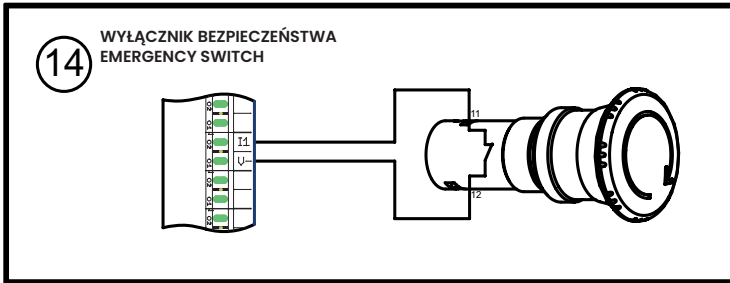 14
WYŁĄCZNIK BEZPIECZEŃSTWA
EMERGENCY SWITCH
11
I1
V-
12